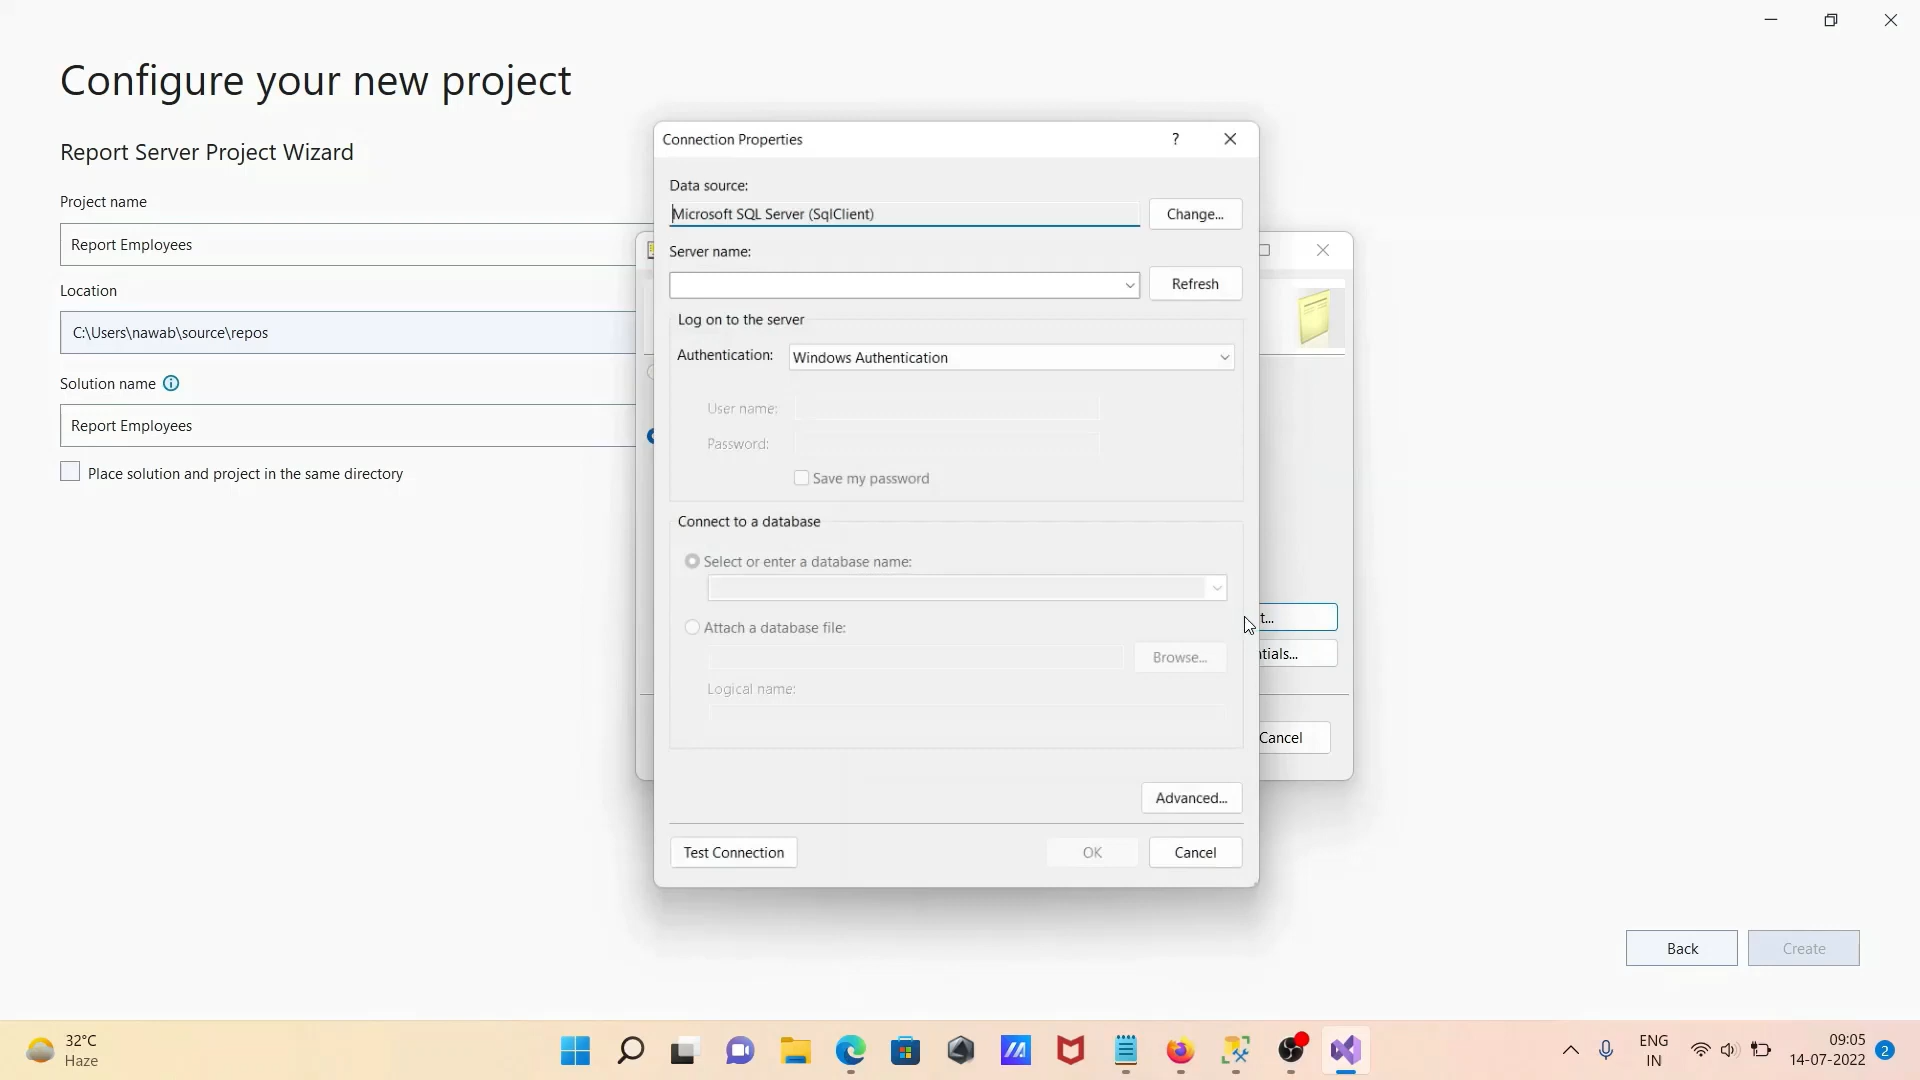 Configure your new project
Report Server Project Wizard
Project name
Report Employees
Location
C:\Users\nawab\source\repos
Solution name
Report Employees
Place solution and project in the same directory
Connection Properties
?
Data source:
Microsoft SQL Server (SqlClient)
Change...
Server name:
Refresh
Log on to the server
Authentication:
Windows Authentication
User name:
Password:
Save my password
Connect to a database
Select or enter a database name:
Attach a database file:
Browse...
Logical name:
Advanced...
Test Connection
OK
Cancel
t...
ntials...
Cancel
Back
Create
32°C
Haze
ENG
IN
09:05
14-07-2022
2